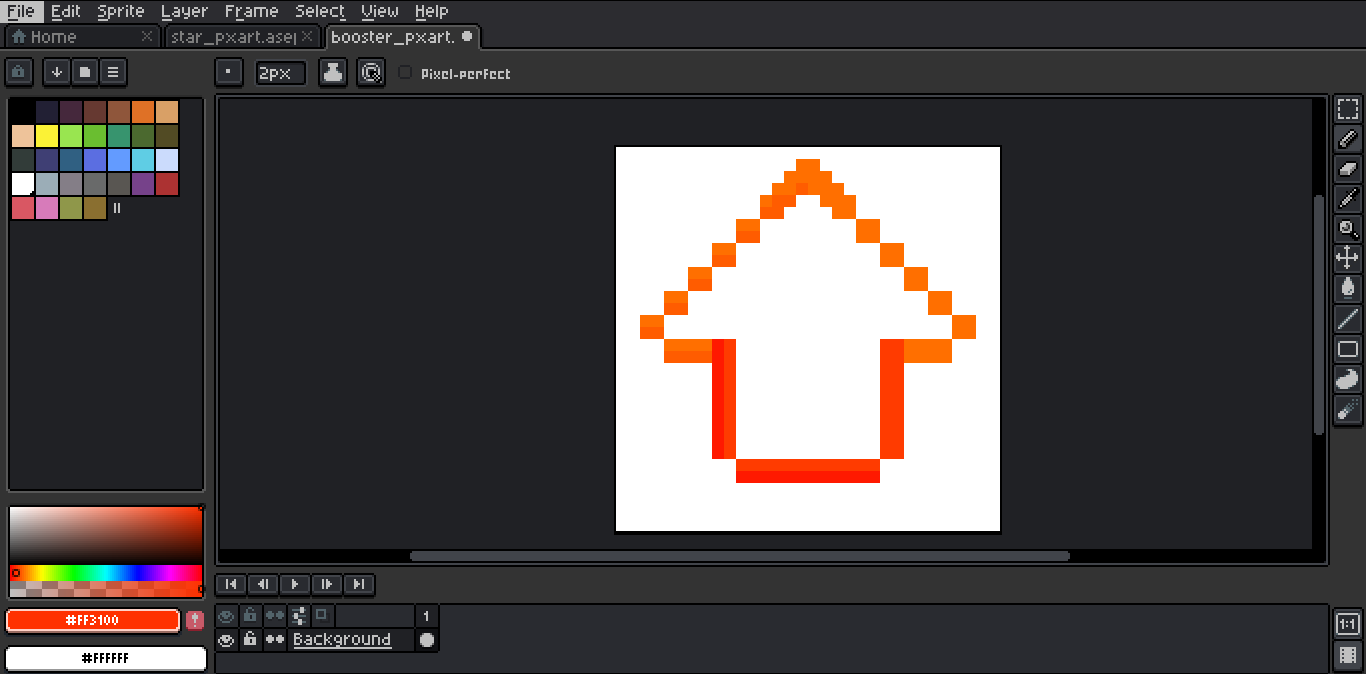 File Edit Sprite Layer Frame Select View Help
Home star_pxart.asep booster_pxart.
2px Pixel-perfect
#FF3100
#FFFFFF
1
Background
1:1